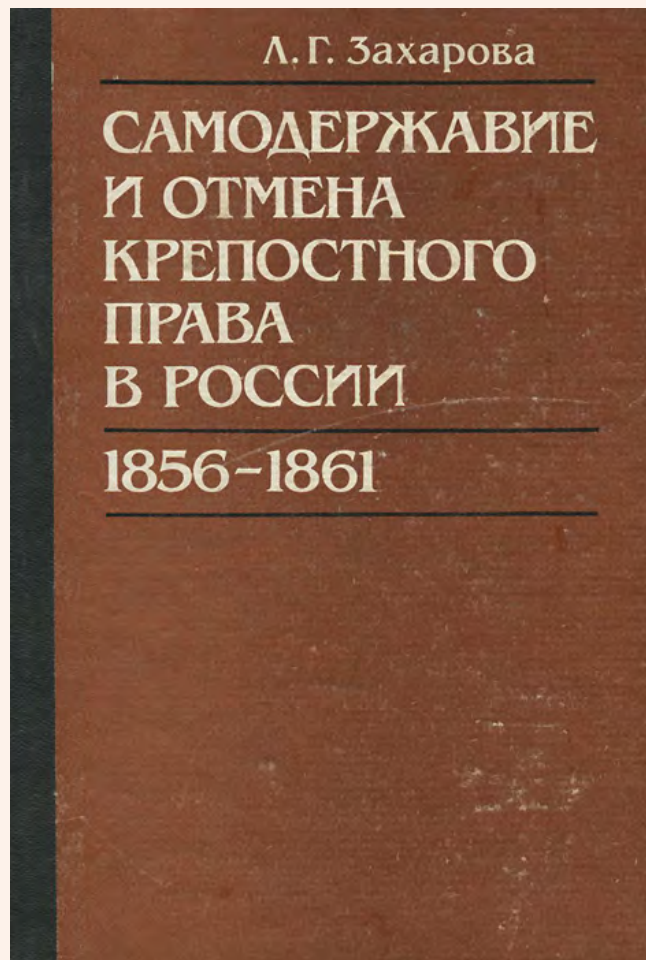 Л. Г. Захарова
САМОДЕРЖАВИЕ
И ОТМЕНА
КРЕПОСТНОГО
ПРАВА
В РОССИИ
1856–1861